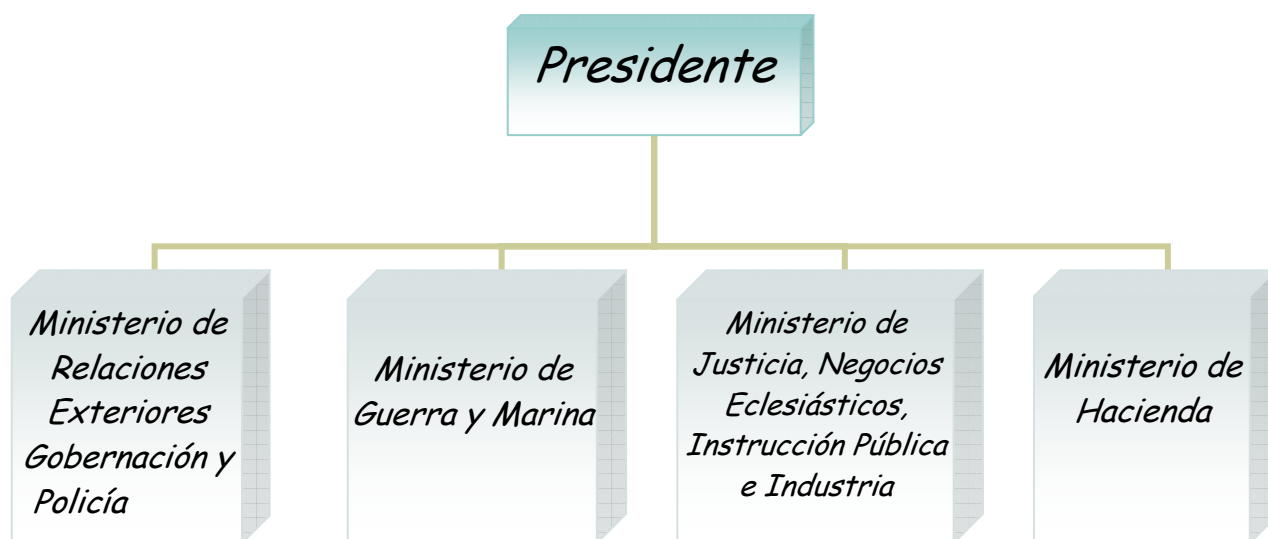 Presidente
Ministerio de
Relaciones
Exteriores
Gobernación y
Policía
Ministerio de
Guerra y Marina
Ministerio de
Justicia, Negocios
Eclesiásticos,
Instrucción Pública
e Industria
Ministerio de
Hacienda